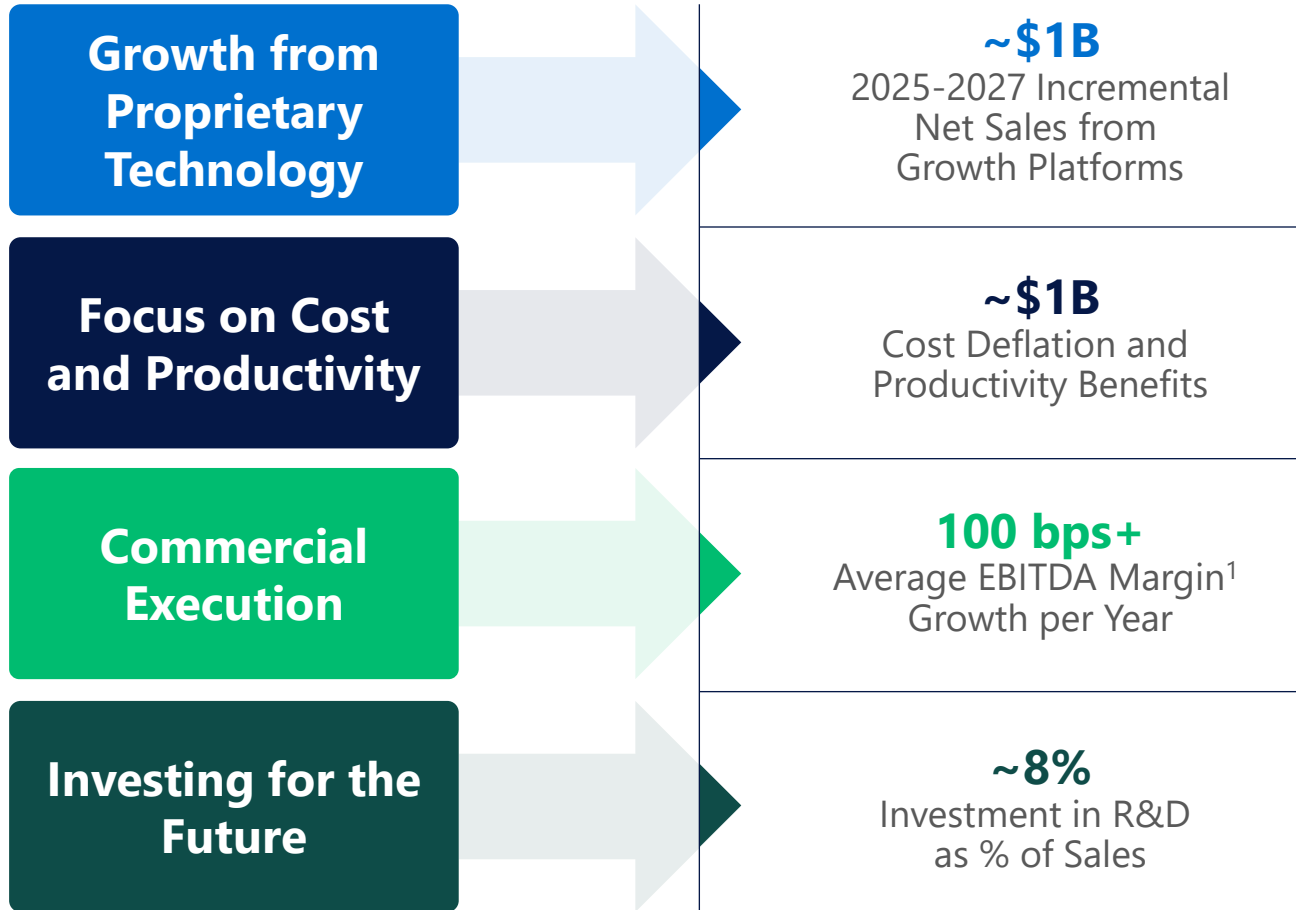 Growth from
Proprietary
Technology
~$1B
2025-2027 Incremental
Net Sales from
Growth Platforms
Focus on Cost
and Productivity
~$1B
Cost Deflation and
Productivity Benefits
Commercial
Execution
100 bps+
Average EBITDA Margin¹
Growth per Year
Investing for the
Future
~8%
Investment in R&D
as % of Sales